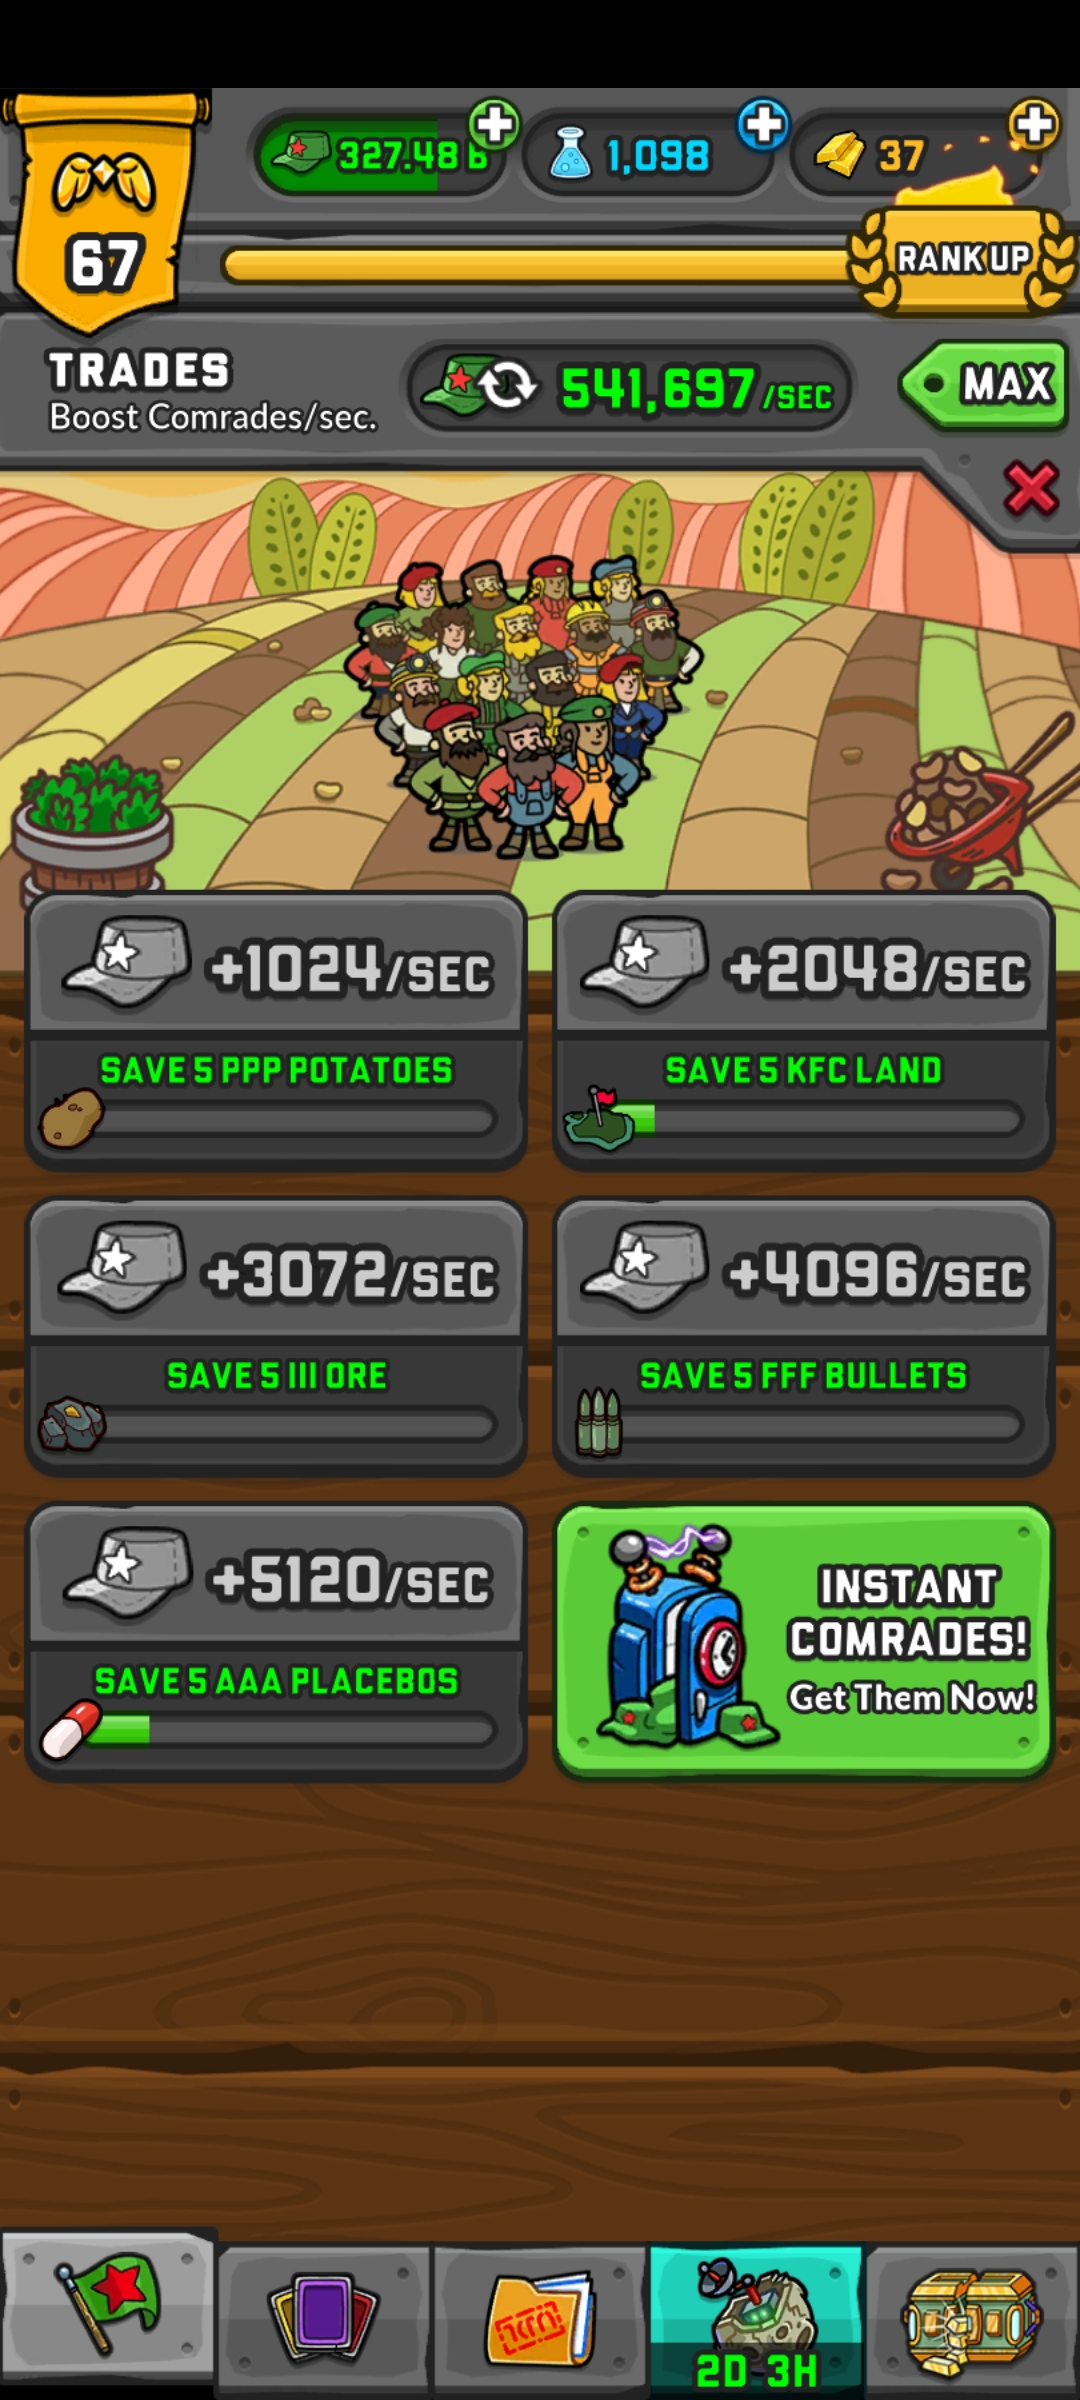 67
327.48 B
1,098
37
RANK UP
TRADES
Boost Comrades/sec.
541,697/SEC
MAX
+1024/SEC
+2048/SEC
SAVE 5 PPP POTATOES
SAVE 5 KFC LAND
+3072/SEC
+4096/SEC
SAVE 5 III ORE
SAVE 5 FFF BULLETS
+5120/SEC
SAVE 5 AAA PLACEBOS
INSTANT
COMRADES!
Get Them Now!
2D 3H